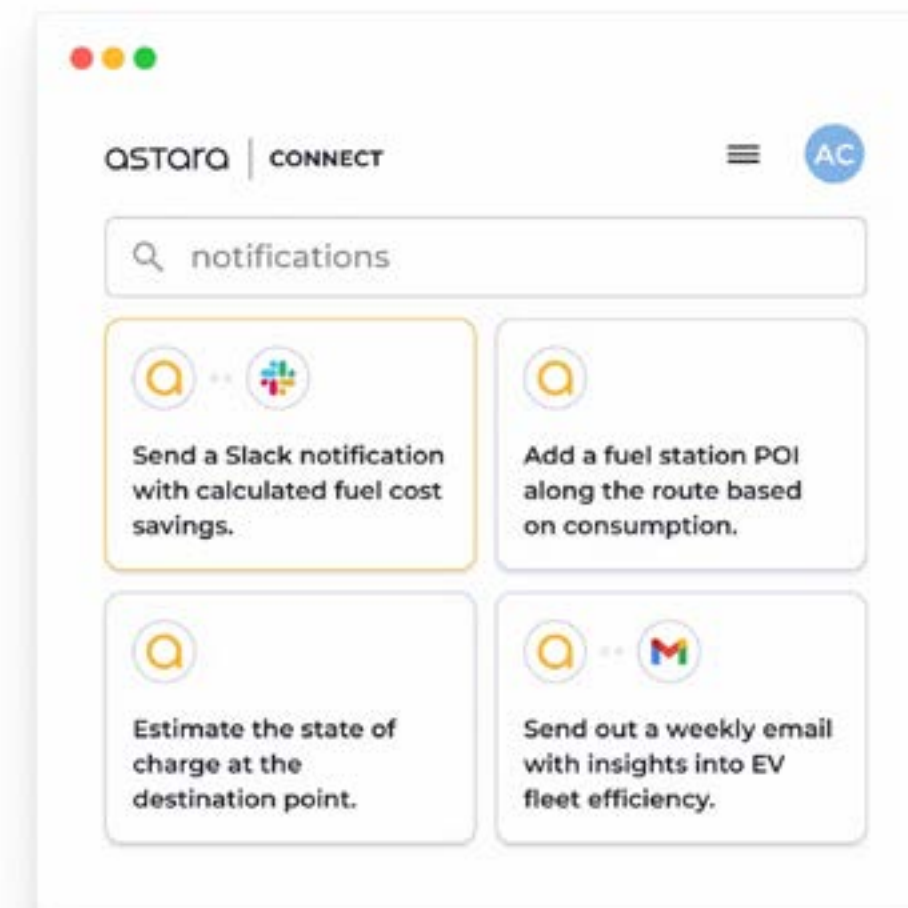 astara | CONNECT
AC
notifications
Send a Slack notification
with calculated fuel cost
savings.
Add a fuel station POI
along the route based
on consumption.
Estimate the state of
charge at the
destination point.
Send out a weekly email
with insights into EV
fleet efficiency.